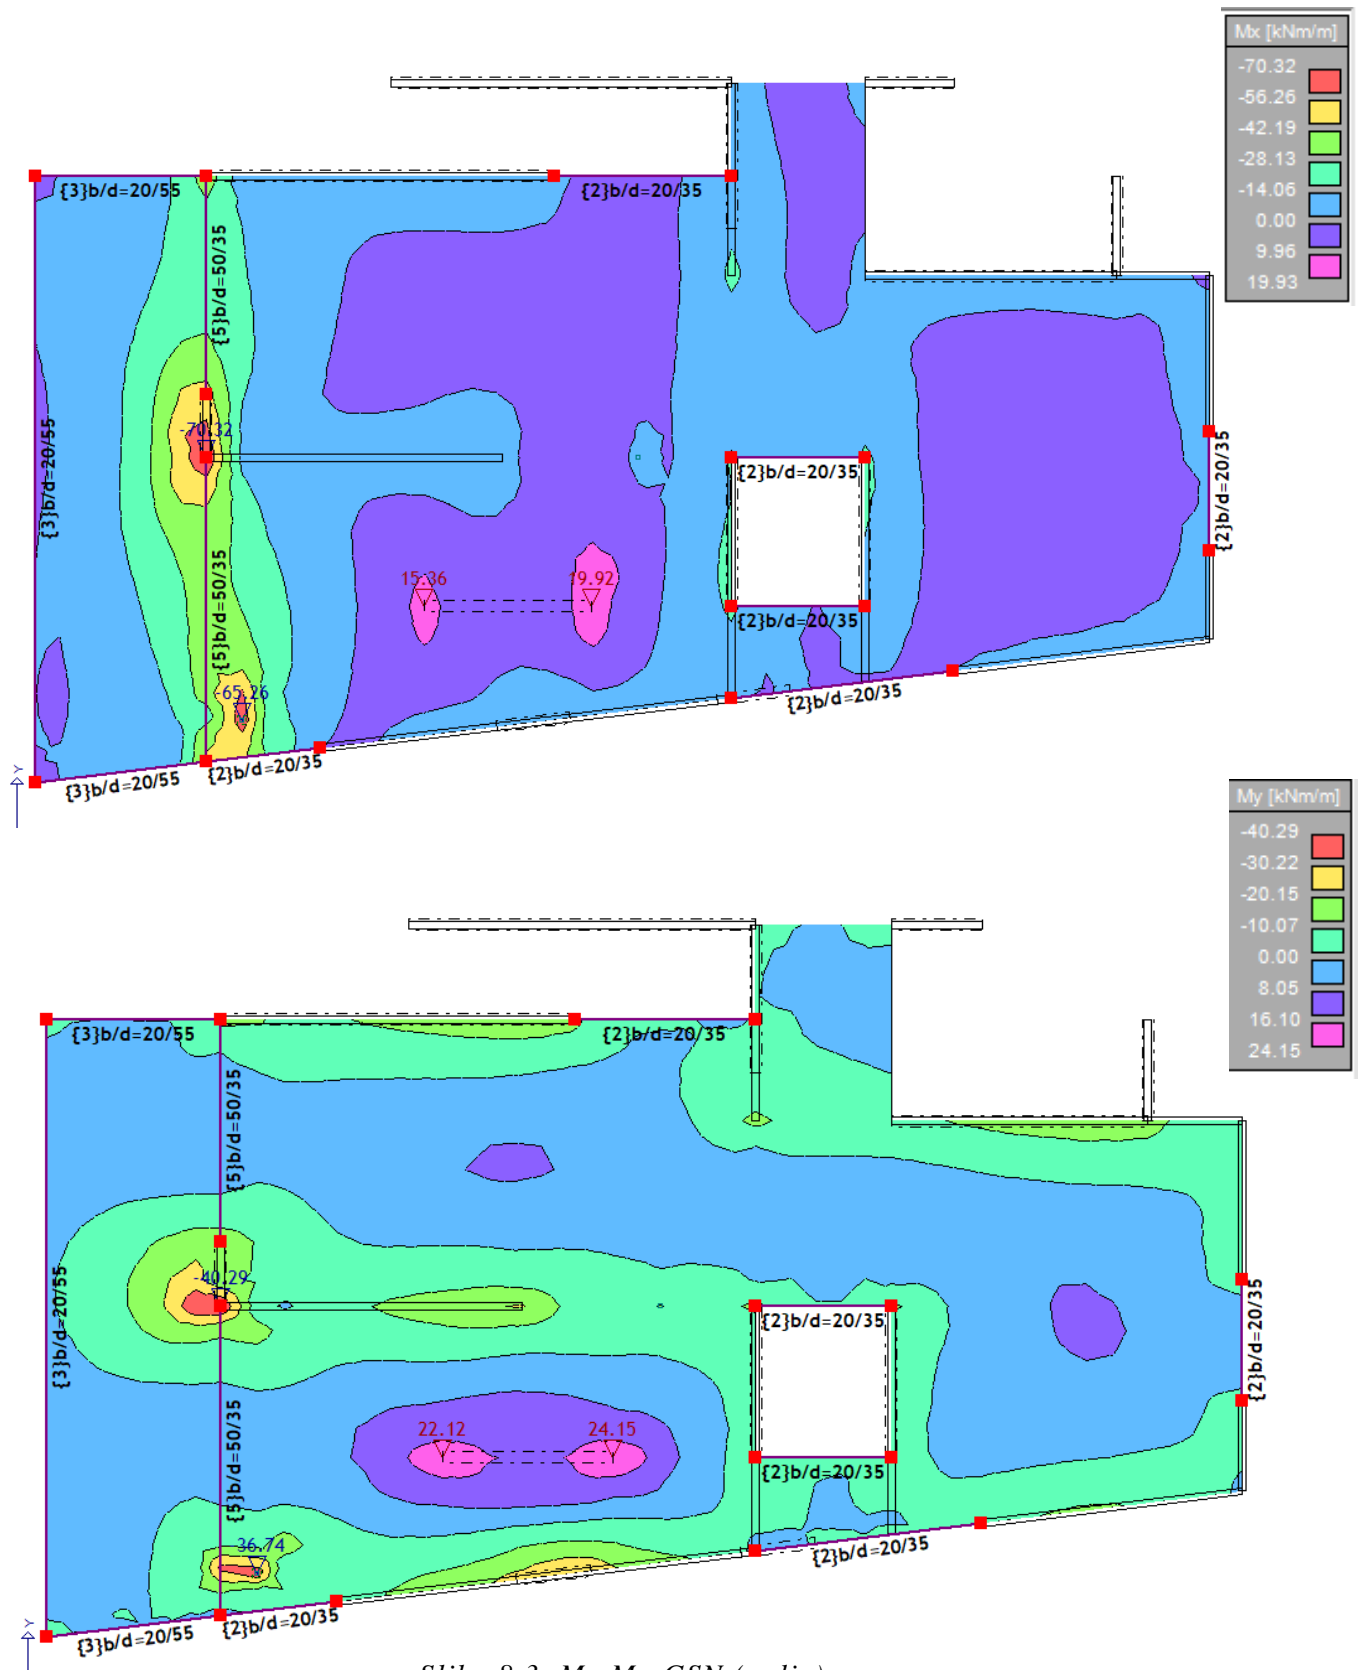 Mx [kNm/m]
-70.32
-56.26
-42.19
-28.13
-14.06
0.00
9.96
19.93
{3}b/d=20/55
{2}b/d=20/35
{5}b/d=50/35
-70.32
{3}b/d=20/55
{2}b/d=20/35
{2}b/d=20/35
15.36
19.92
{5}b/d=50/35
{2}b/d=20/35
-65.26
{2}b/d=20/35
{2}b/d=20/35
{3}b/d=20/55
Y
My [kNm/m]
-40.29
-30.22
-20.15
-10.07
0.00
8.05
16.10
24.15
{3}b/d=20/55
{2}b/d=20/35
{5}b/d=50/35
-40.29
{3}b/d=20/55
{2}b/d=20/35
{2}b/d=20/35
22.12
24.15
{5}b/d=50/35
{2}b/d=20/35
36.74
{2}b/d=20/35
{2}b/d=20/35
{3}b/d=20/55
Y